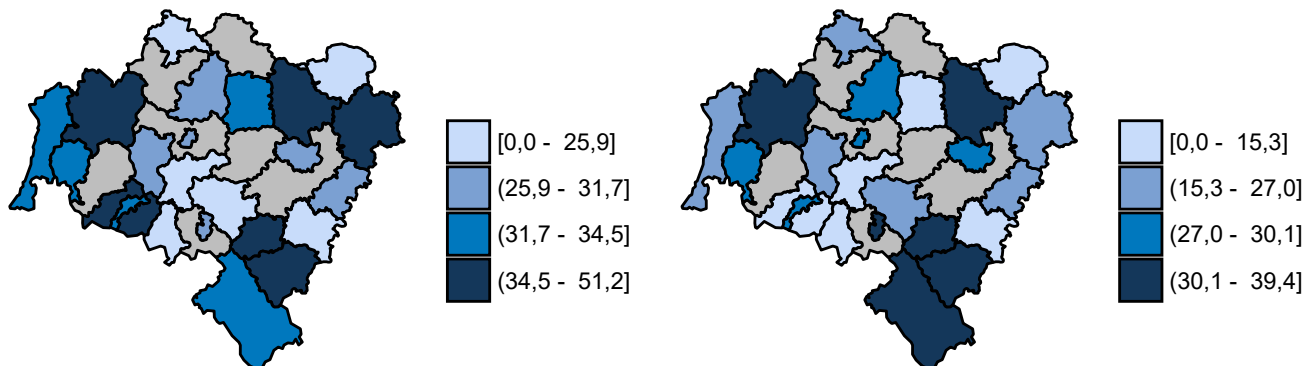 [0,0 - 25,9]
(25,9 - 31,7]
(31,7 - 34,5]
(34,5 - 51,2]
[0,0 - 15,3]
(15,3 - 27,0]
(27,0 - 30,1]
(30,1 - 39,4]